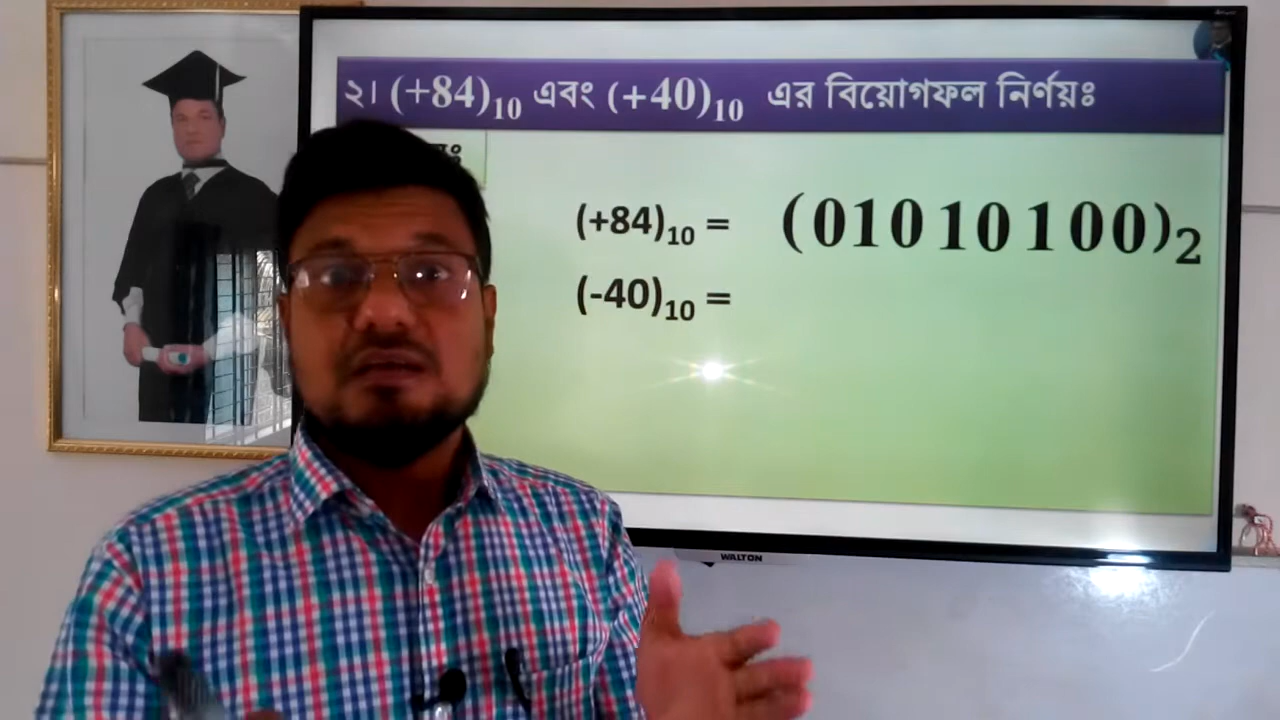 ২। (+84)₁₀ এবং (+40)₁₀ এর বিয়োগফল নির্ণয়ঃ
(+84)₁₀ = (01010100)₂
(-40)₁₀ =
WALTON